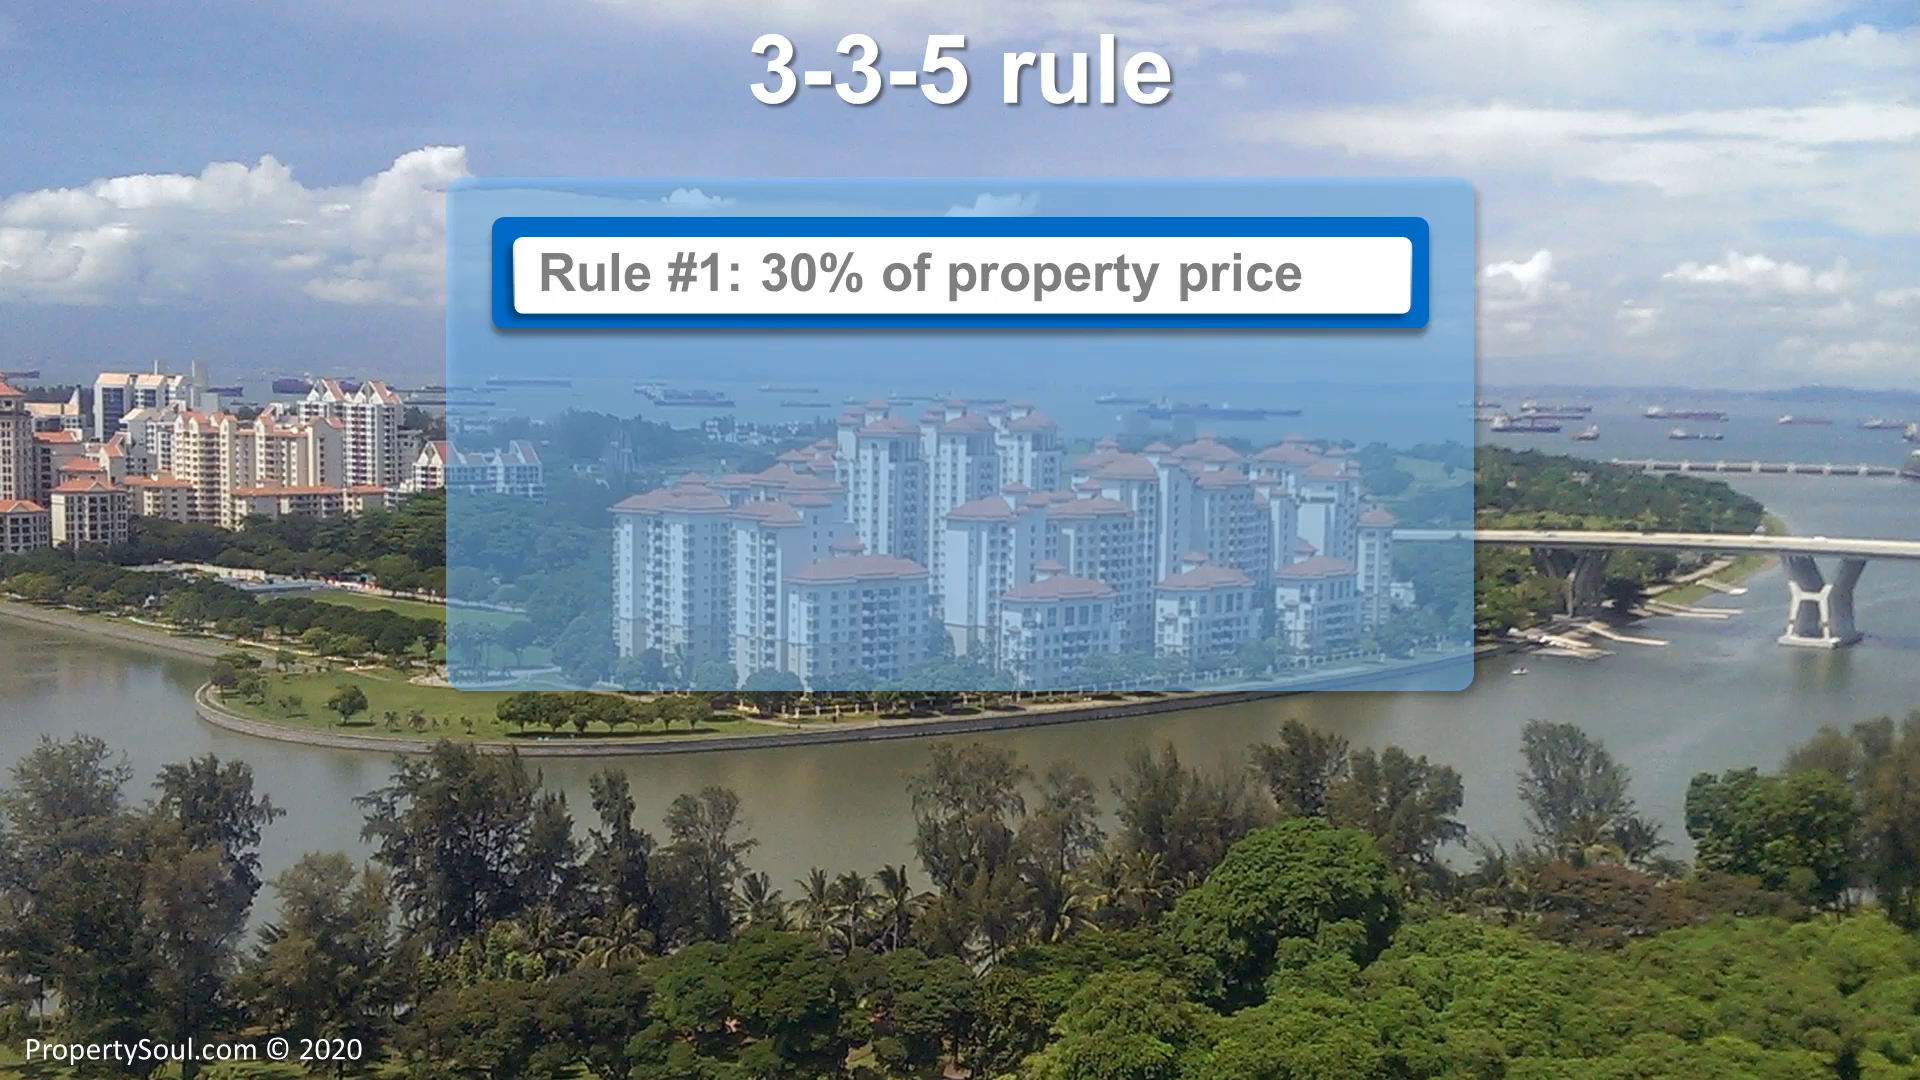 3-3-5 rule
Rule #1: 30% of property price
PropertySoul.com © 2020